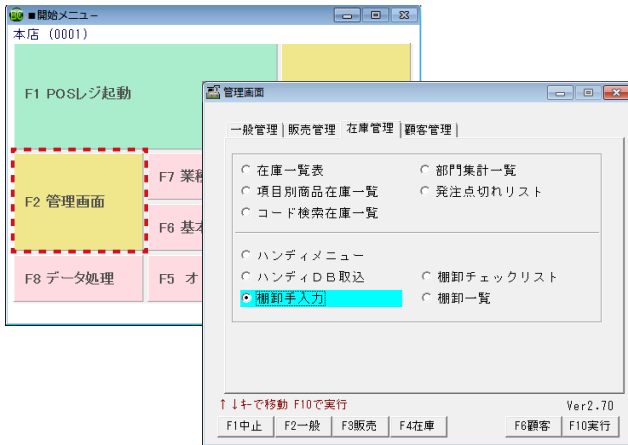 ■開始メニュー
本店 (0001)
F1 POSレジ起動
F2 管理画面
F7 業種
F6 基本
F8 データ処理
F5 オ
管理画面
一般管理
販売管理
在庫管理
顧客管理
在庫一覧表
部門集計一覧
項目別商品在庫一覧
発注点切れリスト
コード検索在庫一覧
ハンディメニュー
ハンディDB取込
棚卸チェックリスト
棚卸手入力
棚卸一覧
↑↓キーで移動 F10で実行
Ver2.70
F1中止
F2一般
F3販売
F4在庫
F6顧客
F10実行